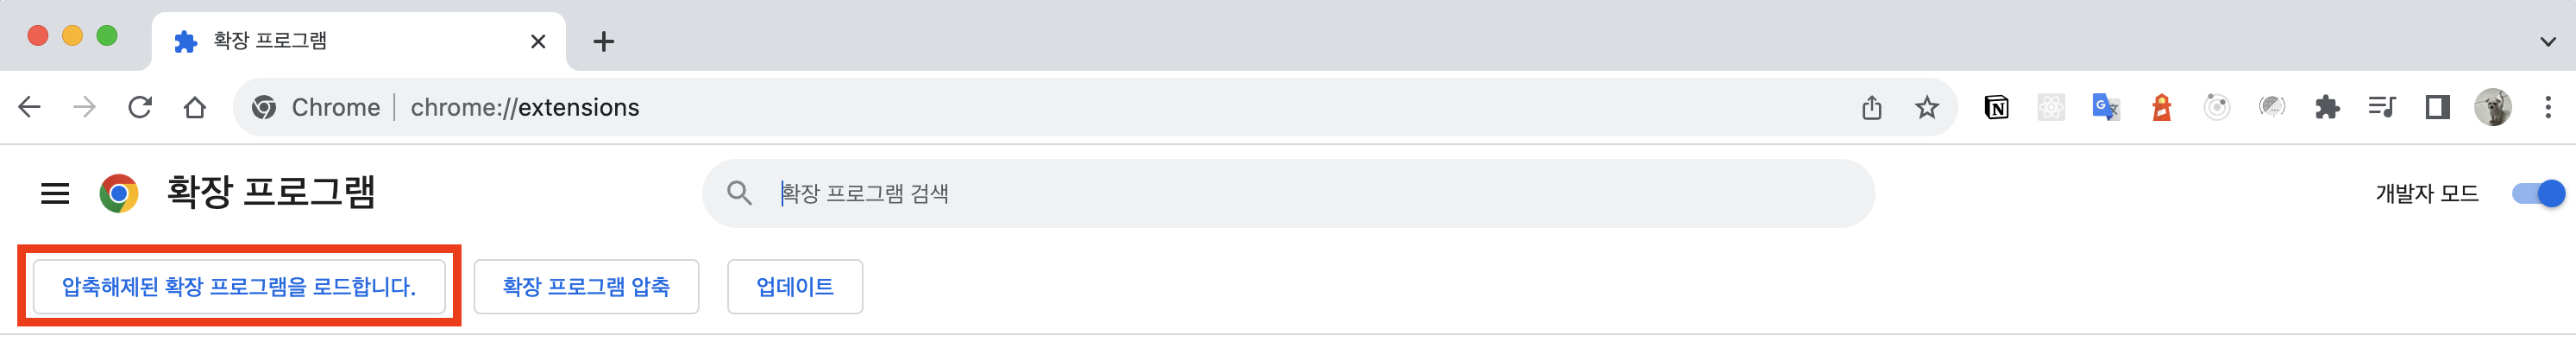 확장 프로그램
Chrome | chrome://extensions
확장 프로그램
확장 프로그램 검색
개발자 모드
압축해제된 확장 프로그램을 로드합니다.
확장 프로그램 압축
업데이트